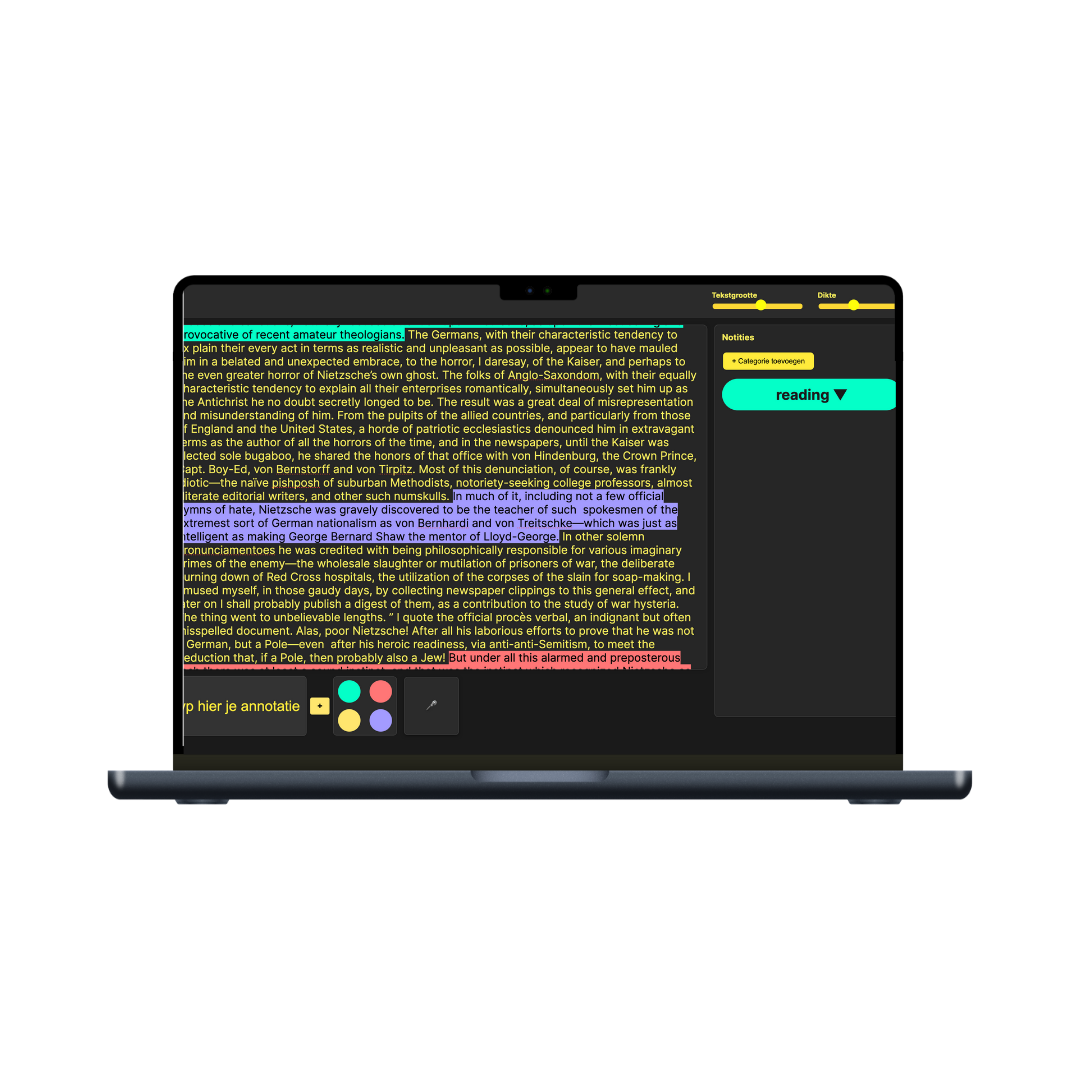 Tekstgrootte
Dikte
rovocative of recent amateur theologians. The Germans, with their characteristic tendency to
x plain their every act in terms as realistic and unpleasant as possible, appear to have mauled
im in a belated and unexpected embrace, to the horror, I daresay, of the Kaiser, and perhaps to
he even greater horror of Nietzsche's own ghost. The folks of Anglo-Saxondom, with their equally
haracteristic tendency to explain all their enterprises romantically, simultaneously set him up as
he Antichrist he no doubt secretly longed to be. The result was a great deal of misrepresentation
nd misunderstanding of him. From the pulpits of the allied countries, and particularly from those
f England and the United States, a horde of patriotic ecclesiastics denounced him in extravagant
erms as the author of all the horrors of the time, and in the newspapers, until the Kaiser was
lected sole bugaboo, he shared the honors of that office with von Hindenburg, the Crown Prince,
apt. Boy-Ed, von Bernstorff and von Tirpitz. Most of this denunciation, of course, was frankly
diotic—the naïve pishposh of suburban Methodists, notoriety-seeking college professors, almost
literate editorial writers, and other such numskulls. In much of it, including not a few official
ymns of hate, Nietzsche was gravely discovered to be the teacher of such  spokesmen of the
xtremest sort of German nationalism as von Bernhardi and von Treitschke—which was just as
ntelligent as making George Bernard Shaw the mentor of Lloyd-George. In other solemn
ronunciamentoes he was credited with being philosophically responsible for various imaginary
rimes of the enemy—the wholesale slaughter or mutilation of prisoners of war, the deliberate
urning down of Red Cross hospitals, the utilization of the corpses of the slain for soap-making. I
mused myself, in those gaudy days, by collecting newspaper clippings to this general effect, and
ater on I shall probably publish a digest of them, as a contribution to the study of war hysteria.
he thing went to unbelievable lengths. " I quote the official procès verbal, an indignant but often
isspelled document. Alas, poor Nietzsche! After all his laborious efforts to prove that he was not
German, but a Pole—even  after his heroic readiness, via anti-anti-Semitism, to meet the
eduction that, if a Pole, then probably also a Jew! But under all this alarmed and preposterous
yp hier je annotatie
+
Notities
+ Categorie toevoegen
reading ▼